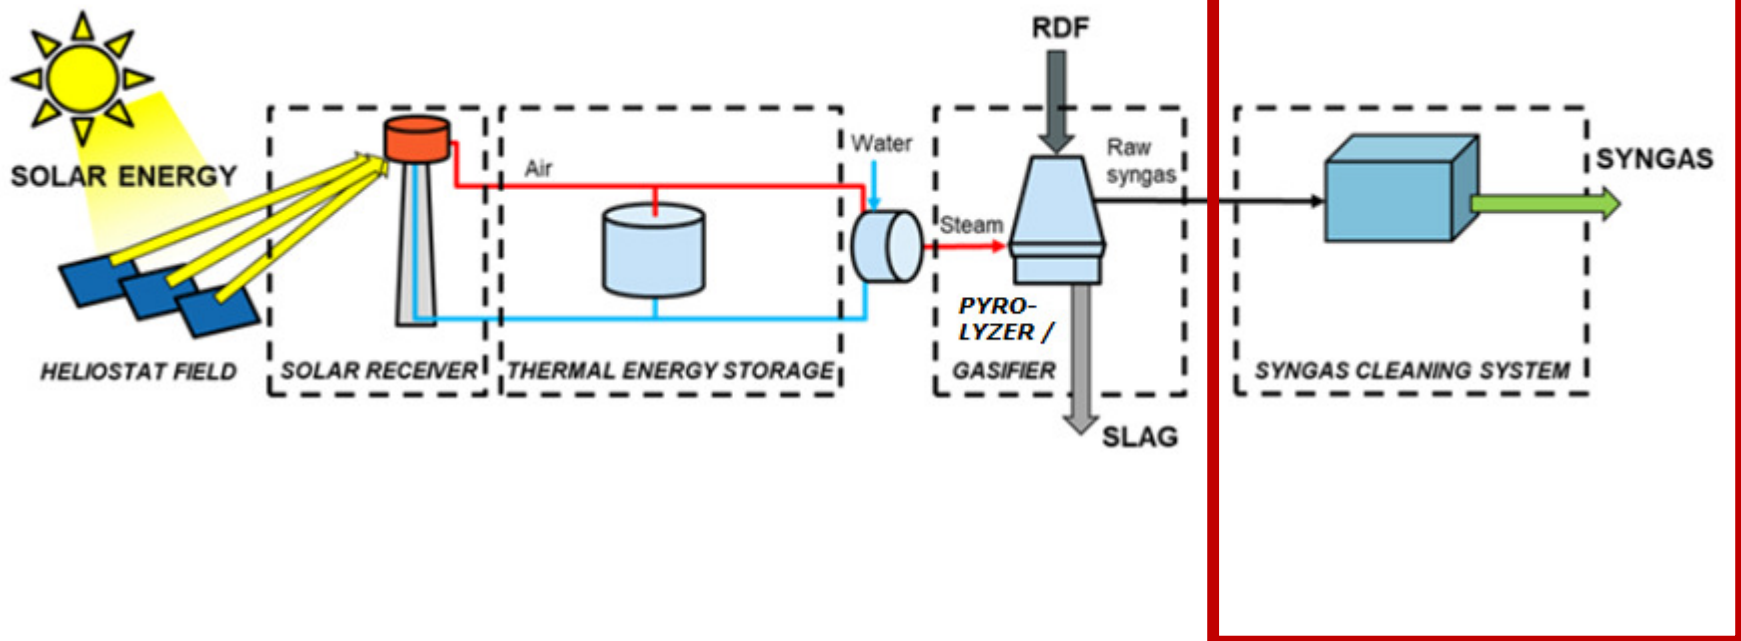 RDF
SOLAR ENERGY
Air
Water
Steam
Raw
syngas
SYNGAS
PYRO-
LYZER /
HELIOSTAT FIELD
SOLAR RECEIVER
THERMAL ENERGY STORAGE
GASIFIER
SYNGAS CLEANING SYSTEM
SLAG